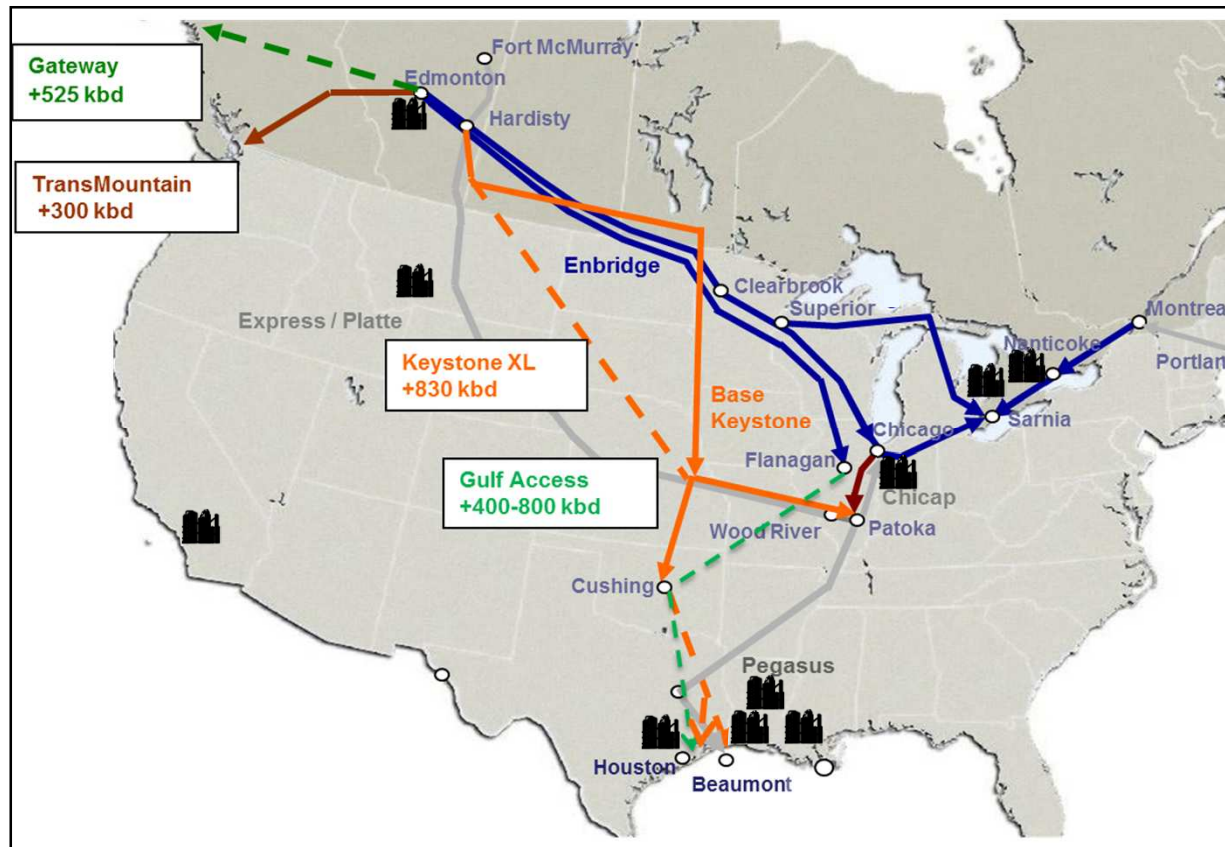 Gateway
+525 kbd
Fort McMurray
Edmonton
Hardisty
TransMountain
+300 kbd
Enbridge
Clearbrook
Superior
Montrea
Express / Platte
Nanticoke
Portlan
Keystone XL
+830 kbd
Base
Keystone
Sarnia
Chicago
Flanagan
Gulf Access
+400-800 kbd
Chicap
Wood River
Patoka
Cushing
Pegasus
Houston
Beaumont